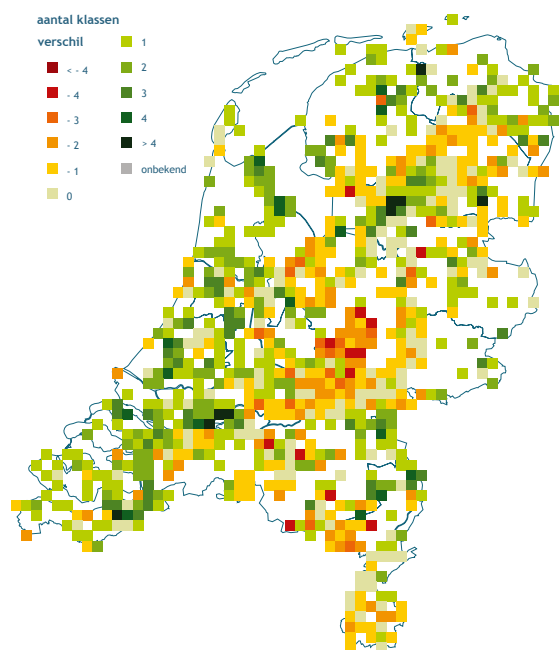 aantal klassen
verschil
< - 4
- 4
- 3
- 2
- 1
0
1
2
3
4
> 4
onbekend